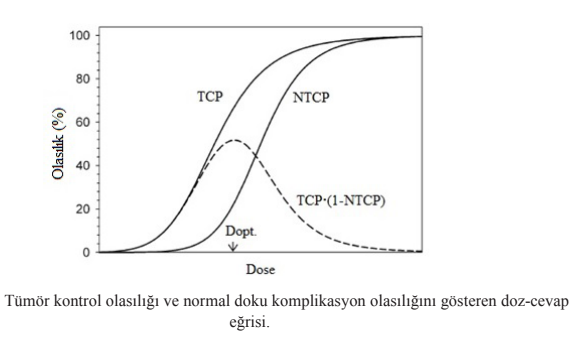 100
80
60
40
20
0
Olasılık (%)
TCP
NTCP
TCP·(1-NTCP)
Dopt.
Dose
Tümör kontrol olasılığı ve normal doku komplikasyon olasılığını gösteren doz-cevap
eğrisi.